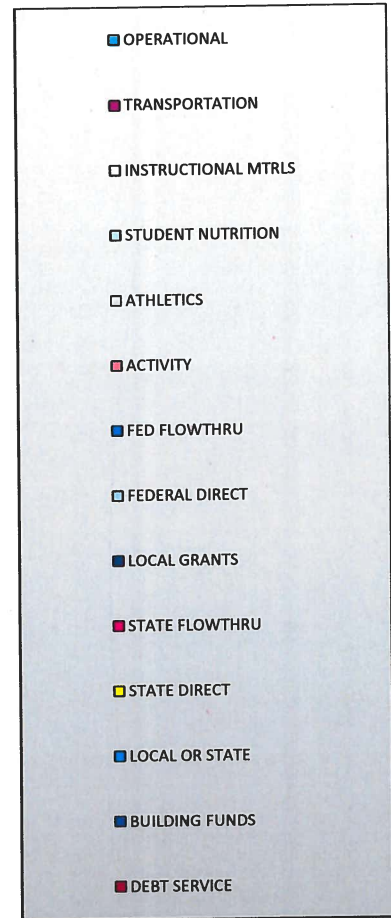 OPERATIONAL
TRANSPORTATION
INSTRUCTIONAL MTRLS
STUDENT NUTRITION
ATHLETICS
ACTIVITY
FED FLOWTHRU
FEDERAL DIRECT
LOCAL GRANTS
STATE FLOWTHRU
STATE DIRECT
LOCAL OR STATE
BUILDING FUNDS
DEBT SERVICE